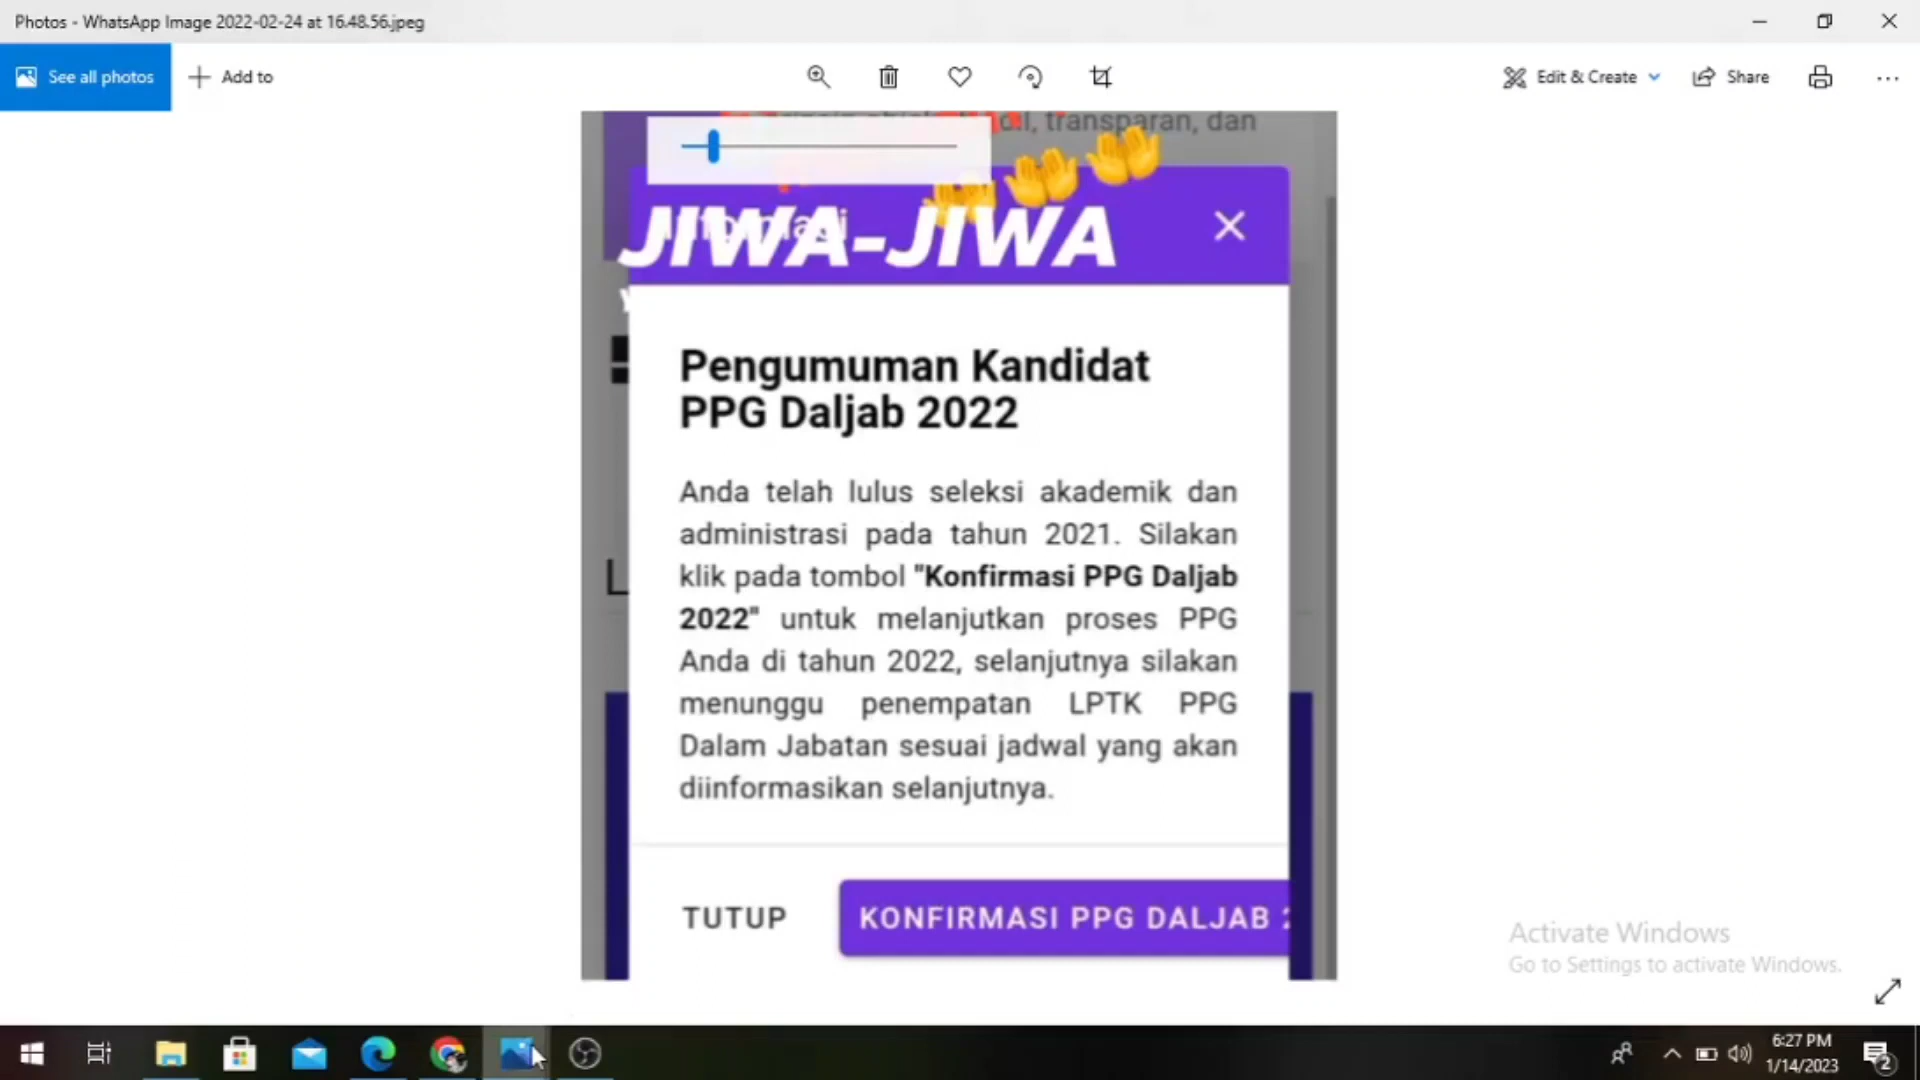 Photos - WhatsApp Image 2022-02-24 at 16.48.56.jpeg
See all photos
Add to
Edit & Create
Share
transparan, dan
JIWA-JIWA
Pengumuman Kandidat
PPG Daljab 2022
Anda telah lulus seleksi akademik dan
administrasi pada tahun 2021. Silakan
klik pada tombol "Konfirmasi PPG Daljab
2022" untuk melanjutkan proses PPG
Anda di tahun 2022, selanjutnya silakan
menunggu penempatan LPTK PPG
Dalam Jabatan sesuai jadwal yang akan
diinformasikan selanjutnya.
TUTUP
KONFIRMASI PPG DALJAB
Activate Windows
Go to Settings to activate Windows.
6:27 PM
1/14/2023
2